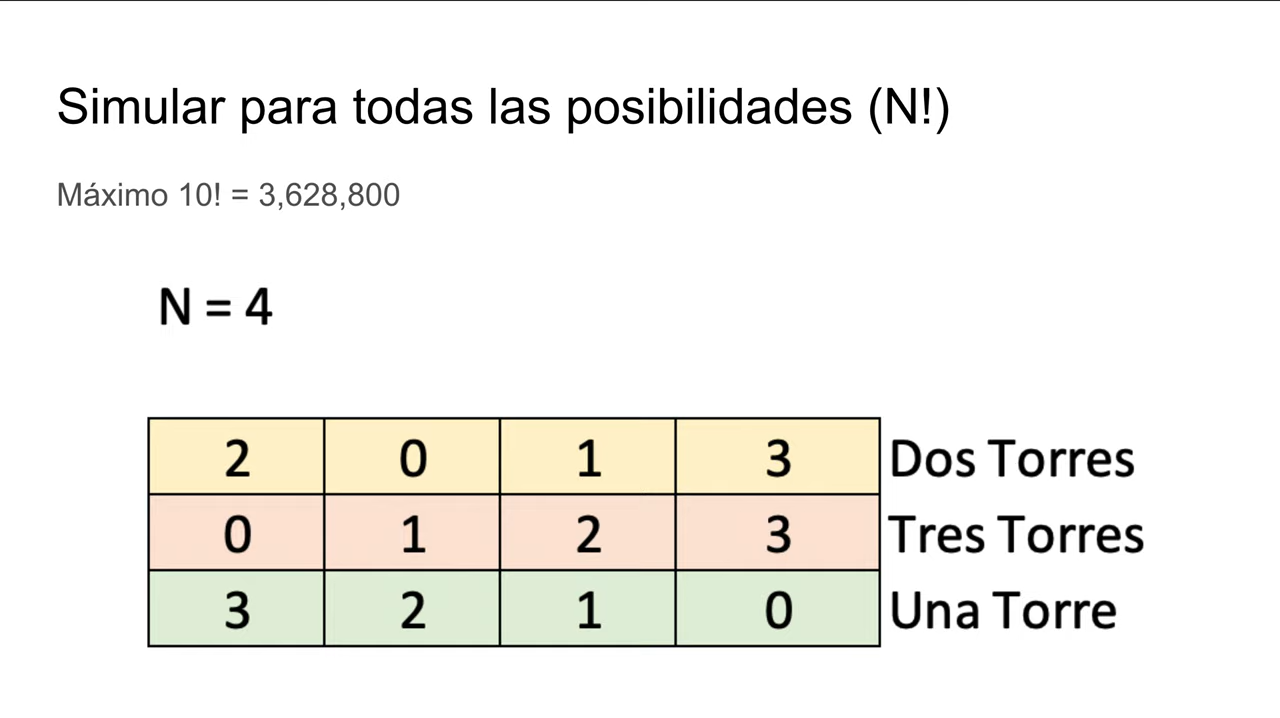 Simular para todas las posibilidades (N!)
Máximo 10! = 3,628,800
N = 4
2 0 1 3 Dos Torres
0 1 2 3 Tres Torres
3 2 1 0 Una Torre